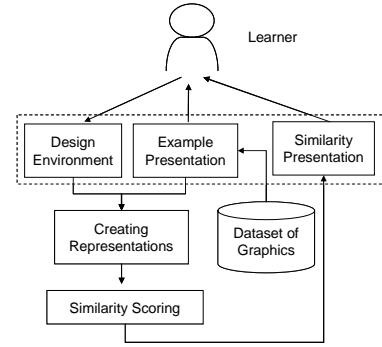 Learner
Design
Environment
Example
Presentation
Similarity
Presentation
Creating
Representations
Dataset of
Graphics
Similarity Scoring